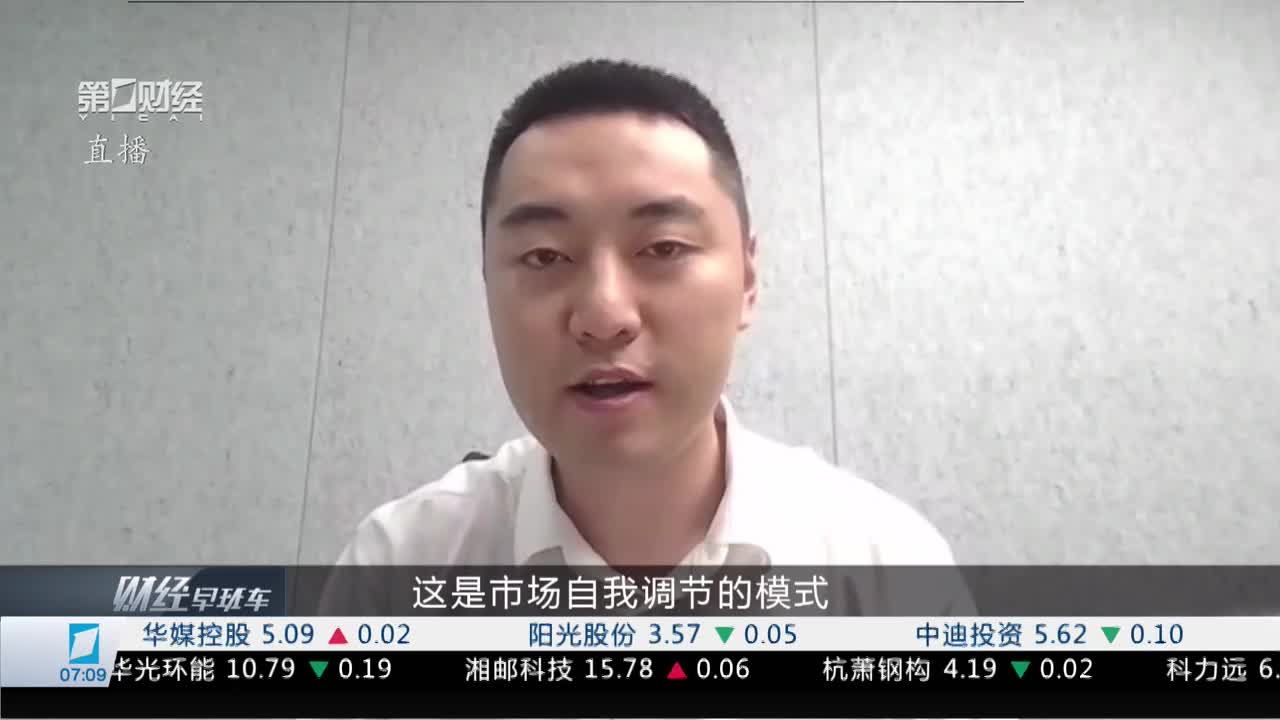 第一财经
YICAI
直播
这是市场自我调节的模式
财经早班车
华媒控股 5.09 ▲ 0.02 阳光股份 3.57 ▼ 0.05 中迪投资 5.62 ▼ 0.10
07:09
华光环能 10.79 ▼ 0.19 湘邮科技 15.78 ▲ 0.06 杭萧钢构 4.19 ▼ 0.02 科力远 6.